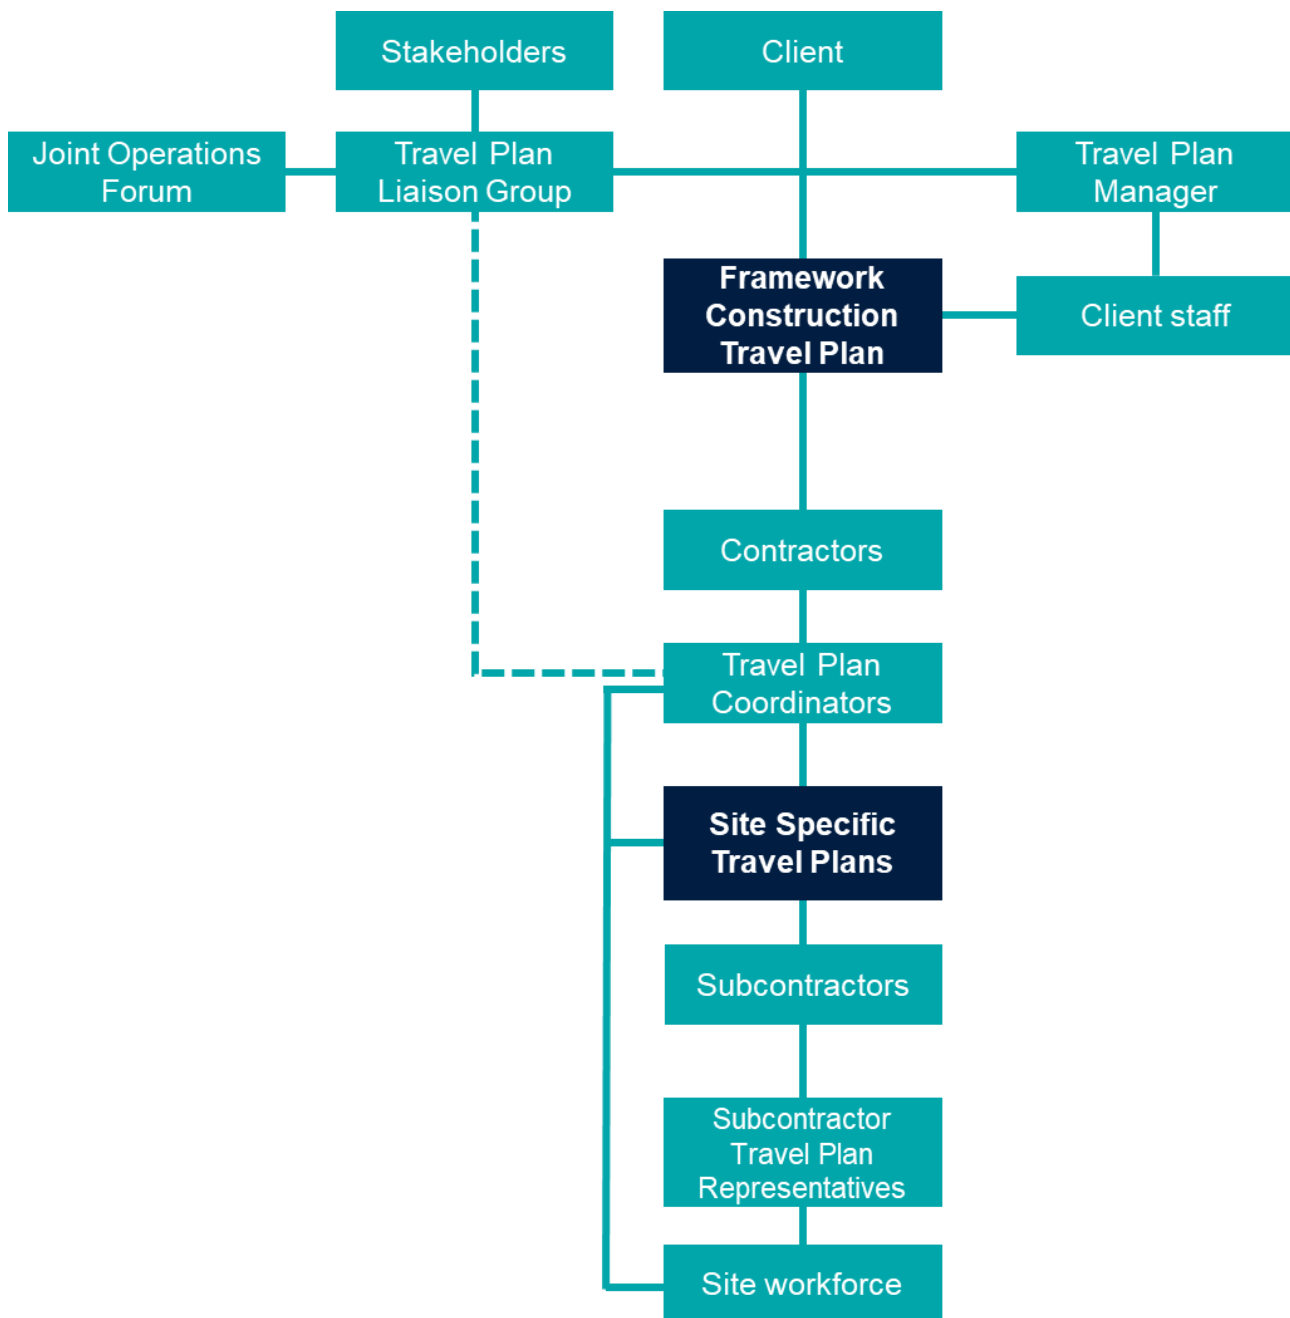 Stakeholders
Client
Joint Operations
Forum
Travel Plan
Liaison Group
Travel Plan
Manager
Framework
Construction
Travel Plan
Client staff
Contractors
Travel Plan
Coordinators
Site Specific
Travel Plans
Subcontractors
Subcontractor
Travel Plan
Representatives
Site workforce